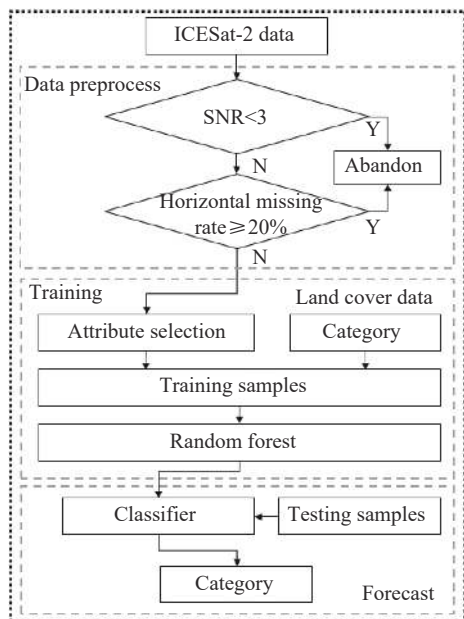 ICESat-2 data
Data preprocess
SNR<3
Y
N
Abandon
Horizontal missing
rate≥20%
Y
N
Training
Land cover data
Attribute selection
Category
Training samples
Random forest
Classifier
Testing samples
Category
Forecast